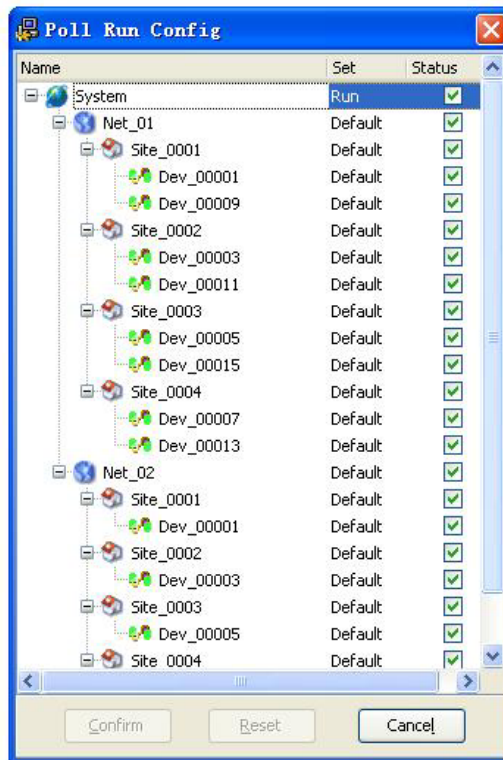 Poll Run Config
Name Set Status
System Run
Net_01 Default
Site_0001 Default
Dev_00001 Default
Dev_00009 Default
Site_0002 Default
Dev_00003 Default
Dev_00011 Default
Site_0003 Default
Dev_00005 Default
Dev_00015 Default
Site_0004 Default
Dev_00007 Default
Dev_00013 Default
Net_02 Default
Site_0001 Default
Dev_00001 Default
Site_0002 Default
Dev_00003 Default
Site_0003 Default
Dev_00005 Default
Site_0004 Default
Confirm Reset Cancel